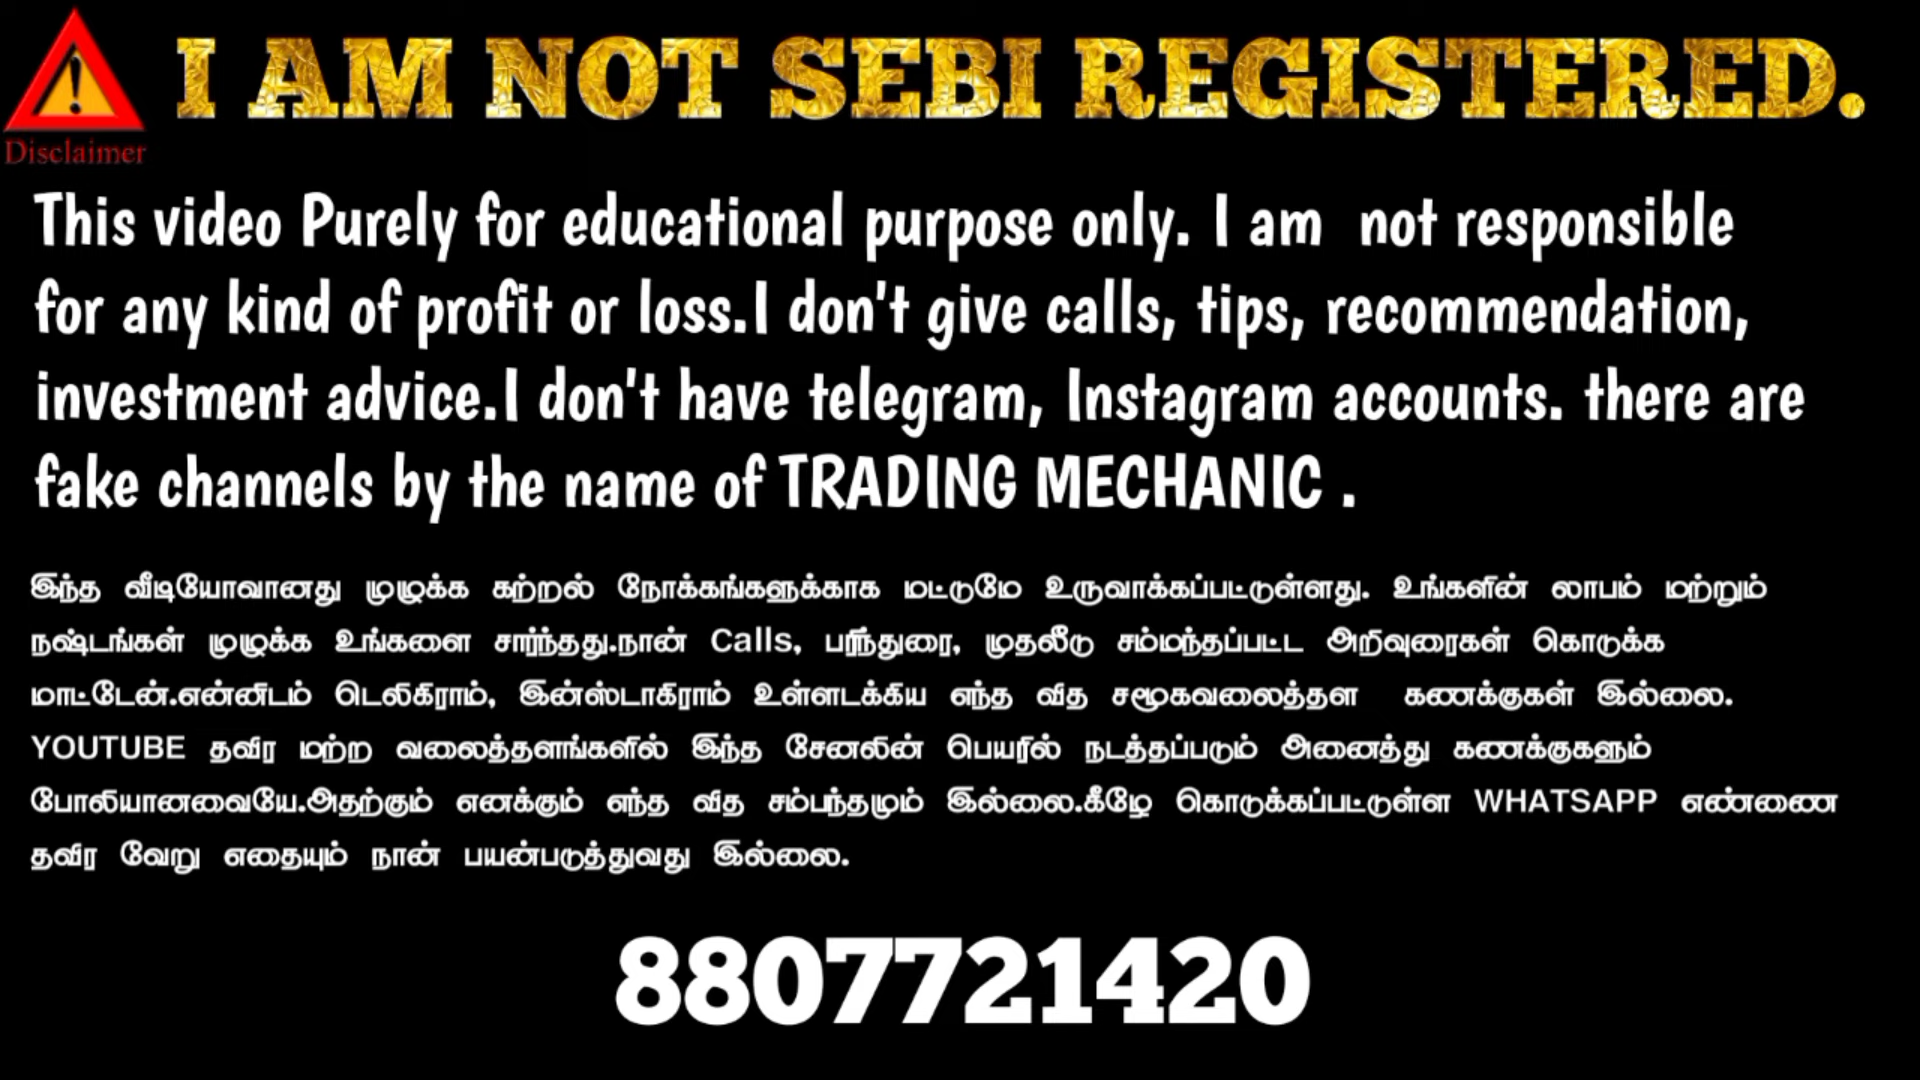 I AM NOT SEBI REGISTERED.
Disclaimer
This video Purely for educational purpose only. I am not responsible
for any kind of profit or loss.I don't give calls, tips, recommendation,
investment advice.I don't have telegram, Instagram accounts. there are
fake channels by the name of TRADING MECHANIC .
இந்த வீடியோவானது முழுக்க கற்றல் நோக்கங்களுக்காக மட்டுமே உருவாக்கப்பட்டுள்ளது. உங்களின் லாபம் மற்றும்
நஷ்டங்கள் முழுக்க உங்களை சார்ந்தது.நான் Calls, பரிந்துரை, முதலீடு சம்மந்தப்பட்ட அறிவுரைகள் கொடுக்க
மாட்டேன்.என்னிடம் டெலிகிராம், இன்ஸ்டாகிராம் உள்ளடக்கிய எந்த வித சமூகவலைத்தள கணக்குகள் இல்லை.
YOUTUBE தவிர மற்ற வலைத்தளங்களில் இந்த சேனலின் பெயரில் நடத்தப்படும் அனைத்து கணக்குகளும்
போலியானவையே.அதற்கும் எனக்கும் எந்த வித சம்பந்தமும் இல்லை.கீழே கொடுக்கப்பட்டுள்ள WHATSAPP எண்ணை
தவிர வேறு எதையும் நான் பயன்படுத்துவது இல்லை.
8807721420